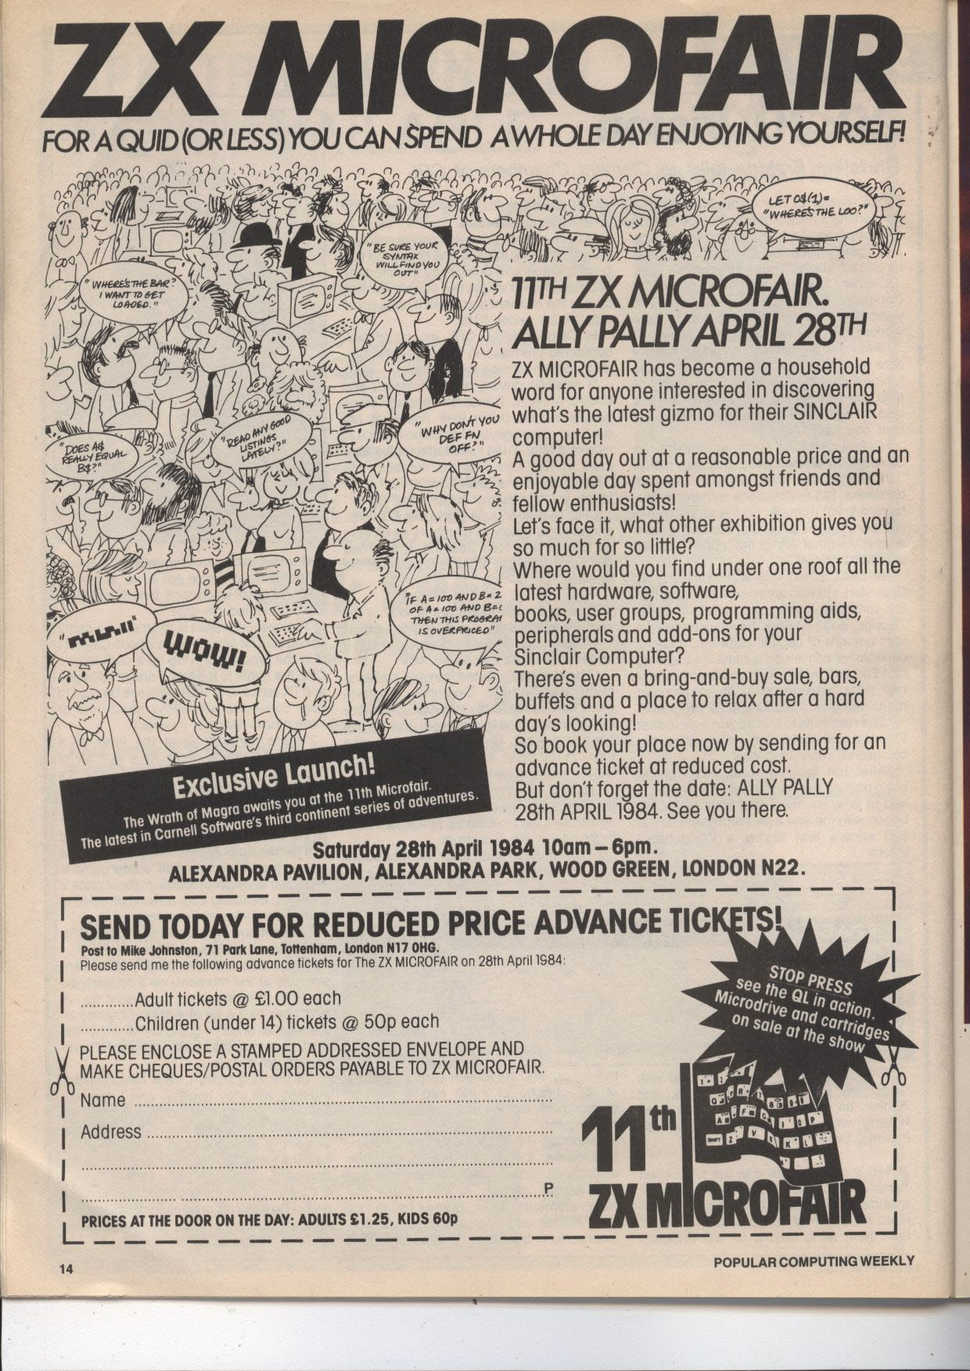 ZX MICROFAIR
FOR A QUID (OR LESS) YOU CAN SPEND A WHOLE DAY ENJOYING YOURSELF!
LET O$(1)=
"WHERE'S THE LOO?"
"BE SURE YOUR
SYNTAX
WILL FIND YOU
OUT"
"WHERE'S THE BAR?
I WANT TO GET
LOADED."
"READ ANY GOOD
LISTINGS
LATELY?"
"WHY DON'T YOU
DEF FN
OFF?"
"DOES A$
REALLY EQUAL
B$?"
"IF A=100 AND B=2
OF A=100 AND B=
THEN THIS PROGRA
IS OVERPRICED"
WOW!
11TH ZX MICROFAIR.
ALLY PALLY APRIL 28TH
ZX MICROFAIR has become a household
word for anyone interested in discovering
what's the latest gizmo for their SINCLAIR
computer!
A good day out at a reasonable price and an
enjoyable day spent amongst friends and
fellow enthusiasts!
Let's face it, what other exhibition gives you
so much for so little?
Where would you find under one roof all the
latest hardware, software,
books, user groups, programming aids,
peripherals and add-ons for your
Sinclair Computer?
There's even a bring-and-buy sale, bars,
buffets and a place to relax after a hard
day's looking!
So book your place now by sending for an
advance ticket at reduced cost.
But don't forget the date: ALLY PALLY
28th APRIL 1984. See you there.
Exclusive Launch!
The Wrath of Magra awaits you at the 11th Microfair.
The latest in Carnell Software's third continent series of adventures.
Saturday 28th April 1984 10am – 6pm.
ALEXANDRA PAVILION, ALEXANDRA PARK, WOOD GREEN, LONDON N22.
SEND TODAY FOR REDUCED PRICE ADVANCE TICKETS!
Post to Mike Johnston, 71 Park Lane, Tottenham, London N17 0HG.
Please send me the following advance tickets for The ZX MICROFAIR on 28th April 1984:
.............Adult tickets @ £1.00 each
.............Children (under 14) tickets @ 50p each
PLEASE ENCLOSE A STAMPED ADDRESSED ENVELOPE AND
MAKE CHEQUES/POSTAL ORDERS PAYABLE TO ZX MICROFAIR.
Name
Address
P
PRICES AT THE DOOR ON THE DAY: ADULTS £1.25, KIDS 60p
STOP PRESS
see the QL in action.
Microdrive and cartridges
on sale at the show
11th
ZX MICROFAIR
14
POPULAR COMPUTING WEEKLY